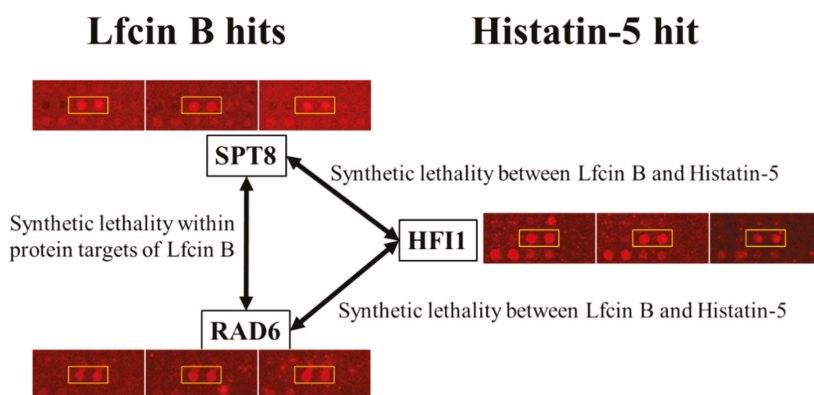 Lfcin B hits
Histatin-5 hit
SPT8
Synthetic lethality between Lfcin B and Histatin-5
Synthetic lethality within
protein targets of Lfcin B
HFI1
RAD6
Synthetic lethality between Lfcin B and Histatin-5